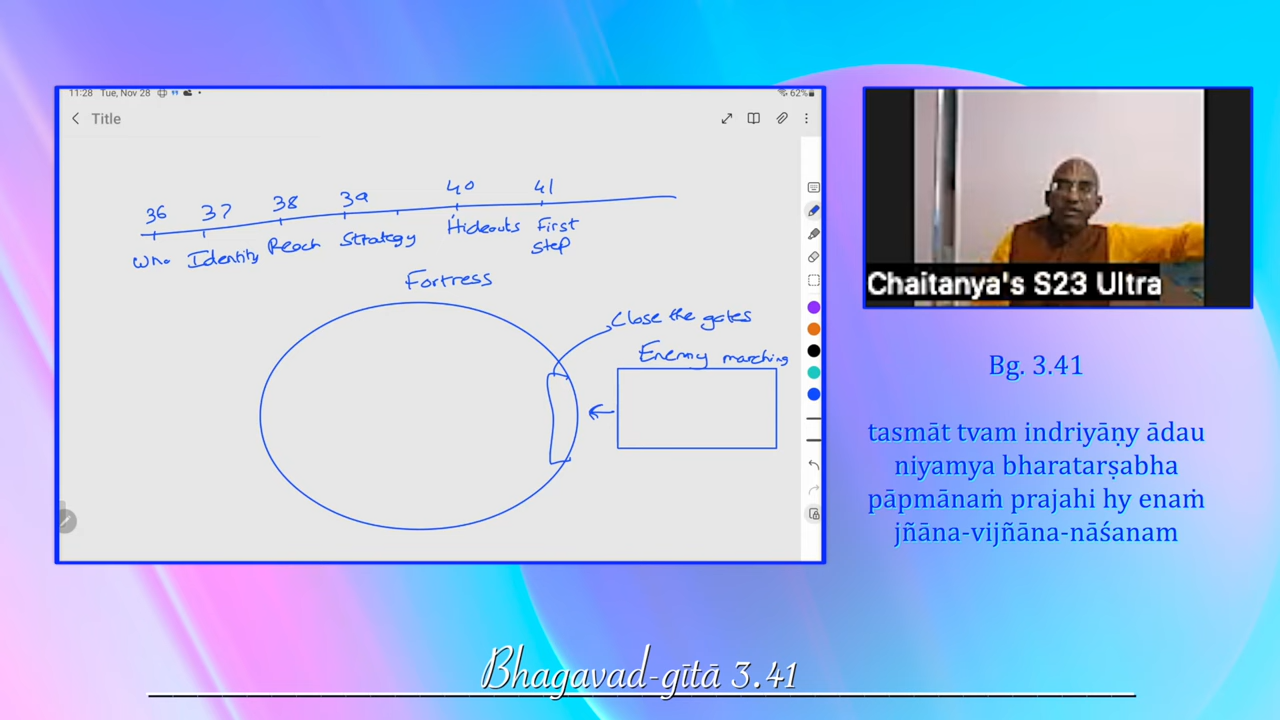 11:28 Tue, Nov 28
62%
Title
36 37 38 39 40 41
Who Identity Reach Strategy Hideouts First step
Fortress
Close the gates
Enemy marching
Chaitanya's S23 Ultra
Bg. 3.41
tasmāt tvam indriyāṇy ādau
niyamya bharatarṣabha
pāpmānaṁ prajahi hy enaṁ
jñāna-vijñāna-nāśanam
Bhagavad-gītā 3.41